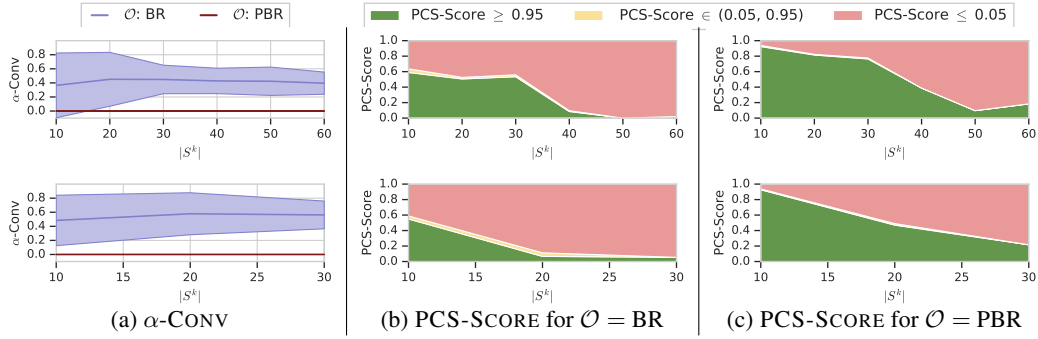 𝒪: BR 𝒪: PBR
PCS-Score ≥ 0.95 PCS-Score ∈ (0.05, 0.95) PCS-Score ≤ 0.05
α-Conv
0.8
0.6
0.4
0.2
0.0
10 20 30 40 50 60
|S^k|
α-Conv
0.8
0.6
0.4
0.2
0.0
10 15 20 25 30
|S^k|
(a) α-CONV
PCS-Score
1.0
0.8
0.6
0.4
0.2
0.0
10 20 30 40 50 60
|S^k|
PCS-Score
1.0
0.8
0.6
0.4
0.2
0.0
10 15 20 25 30
|S^k|
(b) PCS-SCORE for 𝒪 = BR
PCS-Score
1.0
0.8
0.6
0.4
0.2
0.0
10 20 30 40 50 60
|S^k|
PCS-Score
1.0
0.8
0.6
0.4
0.2
0.0
10 15 20 25 30
|S^k|
(c) PCS-SCORE for 𝒪 = PBR